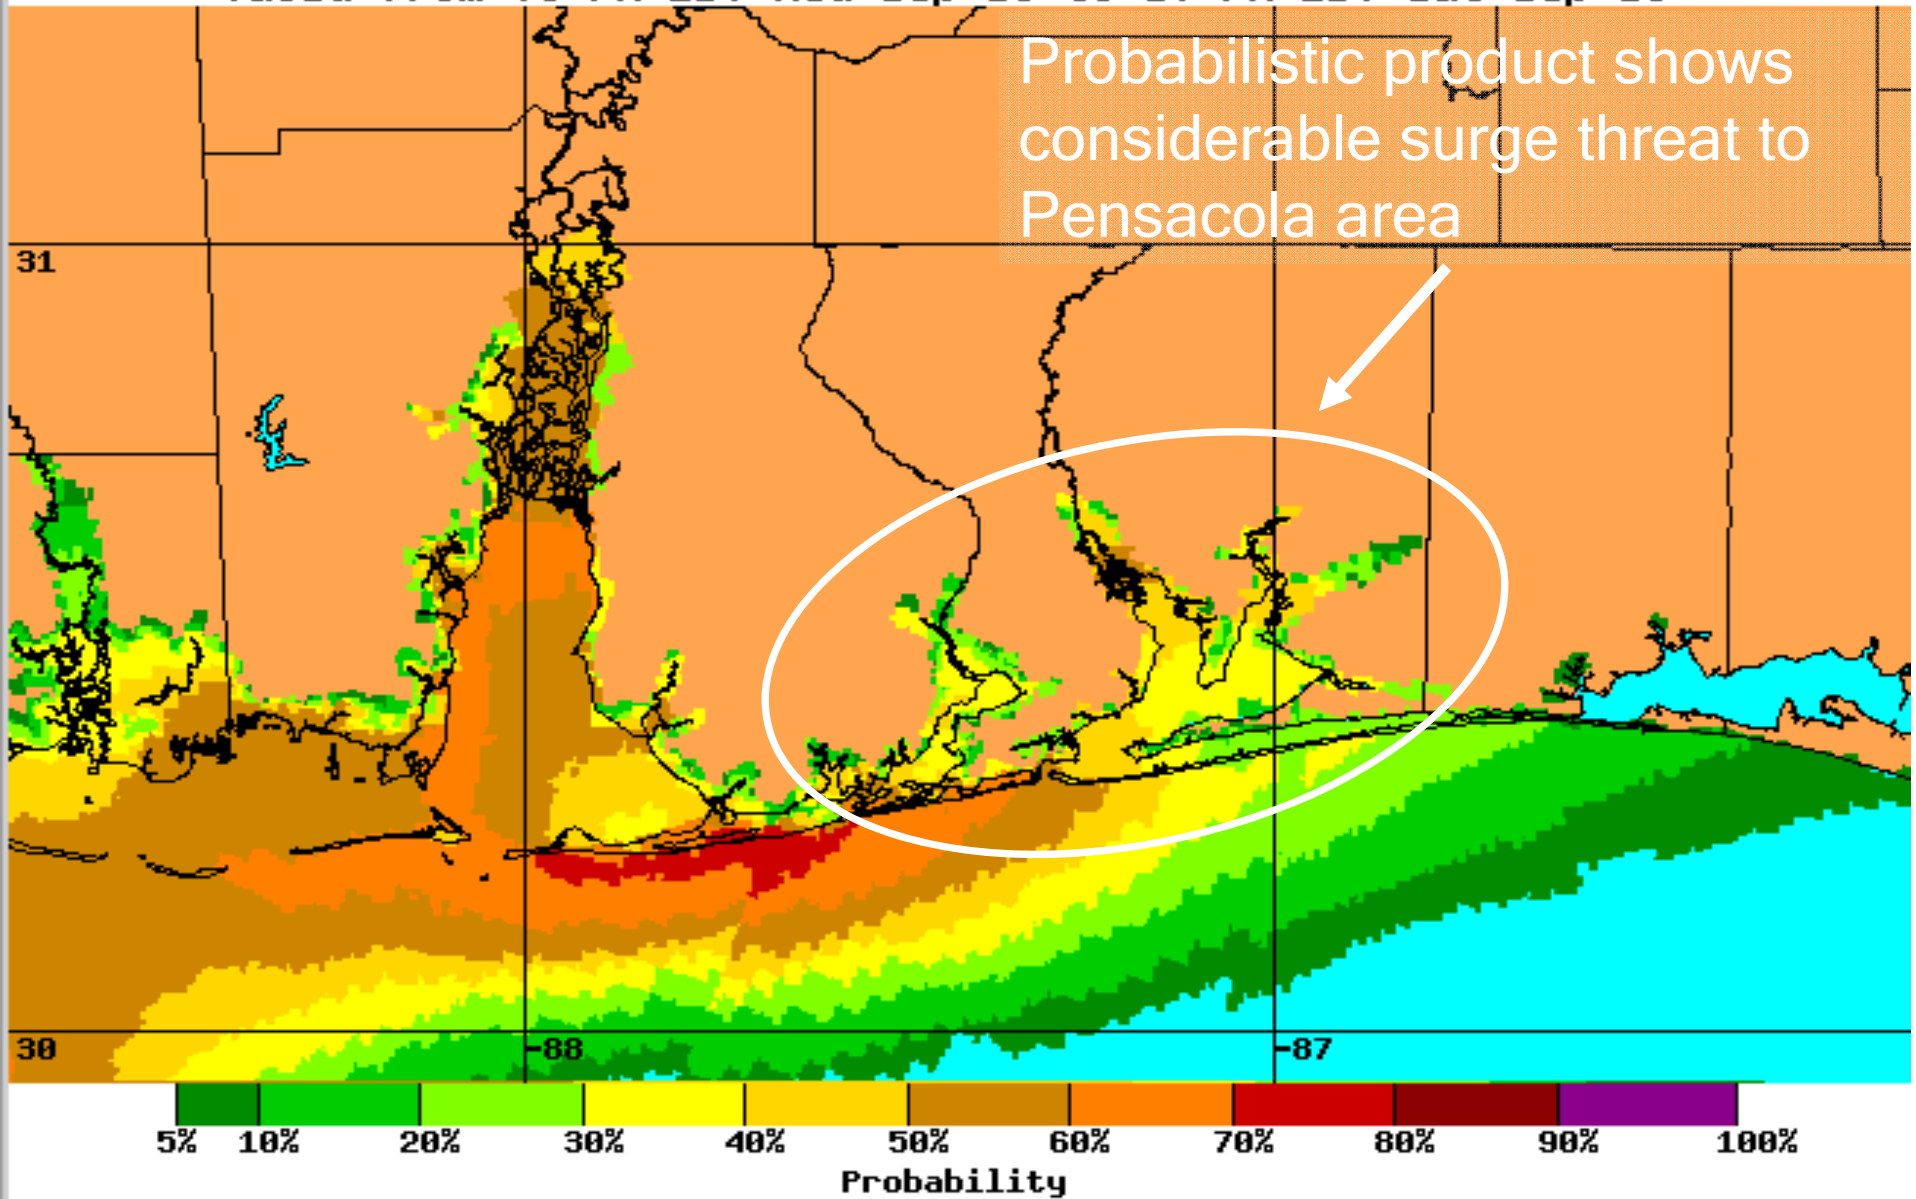 Probabilistic product shows
considerable surge threat to
Pensacola area
31
30
-88
-87
5% 10% 20% 30% 40% 50% 60% 70% 80% 90% 100%
Probability